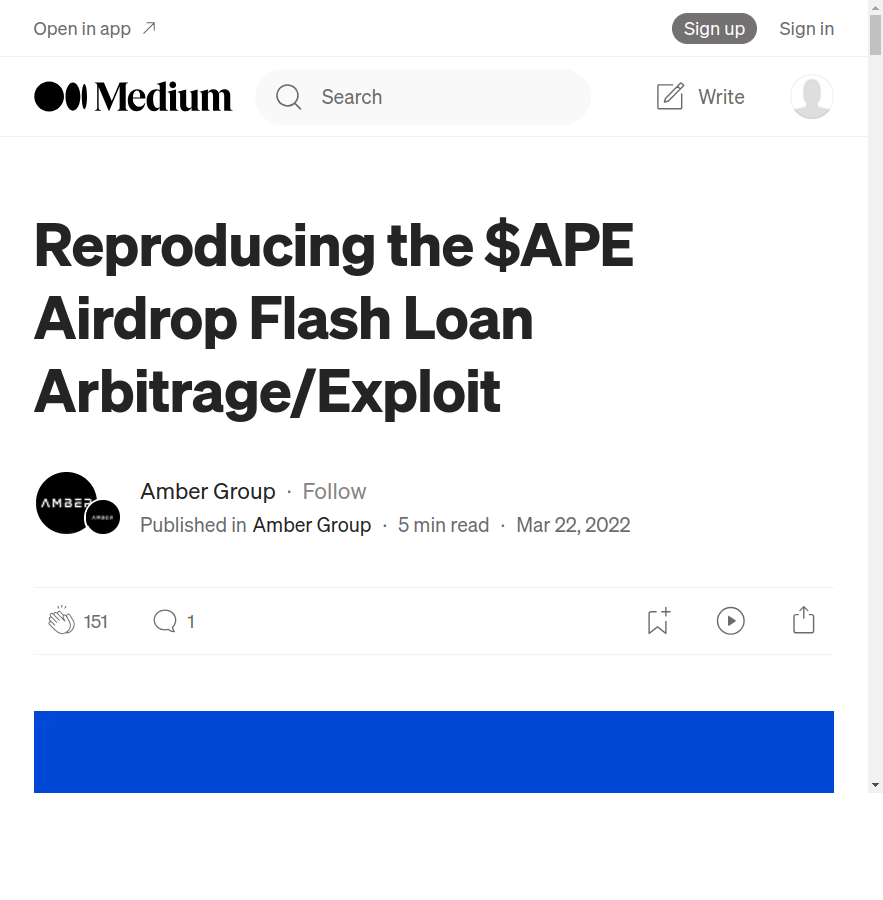 Open in app
Sign up
Sign in
Medium
Search
Write
Reproducing the $APE
Airdrop Flash Loan
Arbitrage/Exploit
AMBER
AMBER
Amber Group · Follow
Published in Amber Group · 5 min read · Mar 22, 2022
151
1